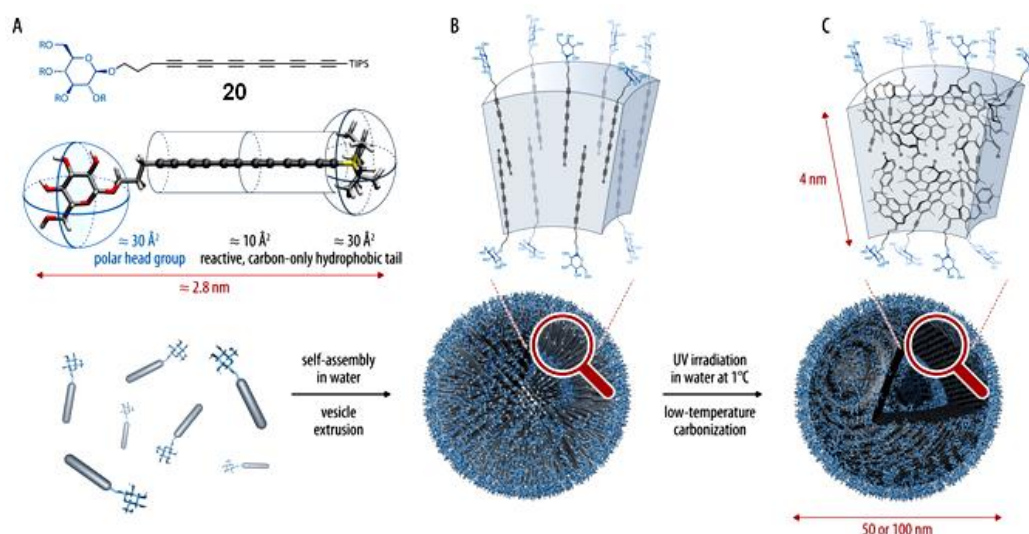 A
B
C
RO
O
O
RO
RO
OR
TIPS
20
≈ 30 Å²
polar head group
≈ 10 Å²
reactive, carbon-only hydrophobic tail
≈ 30 Å²
≈ 2.8 nm
4 nm
self-assembly
in water
vesicle
extrusion
UV irradiation
in water at 1°C
low-temperature
carbonization
50 or 100 nm